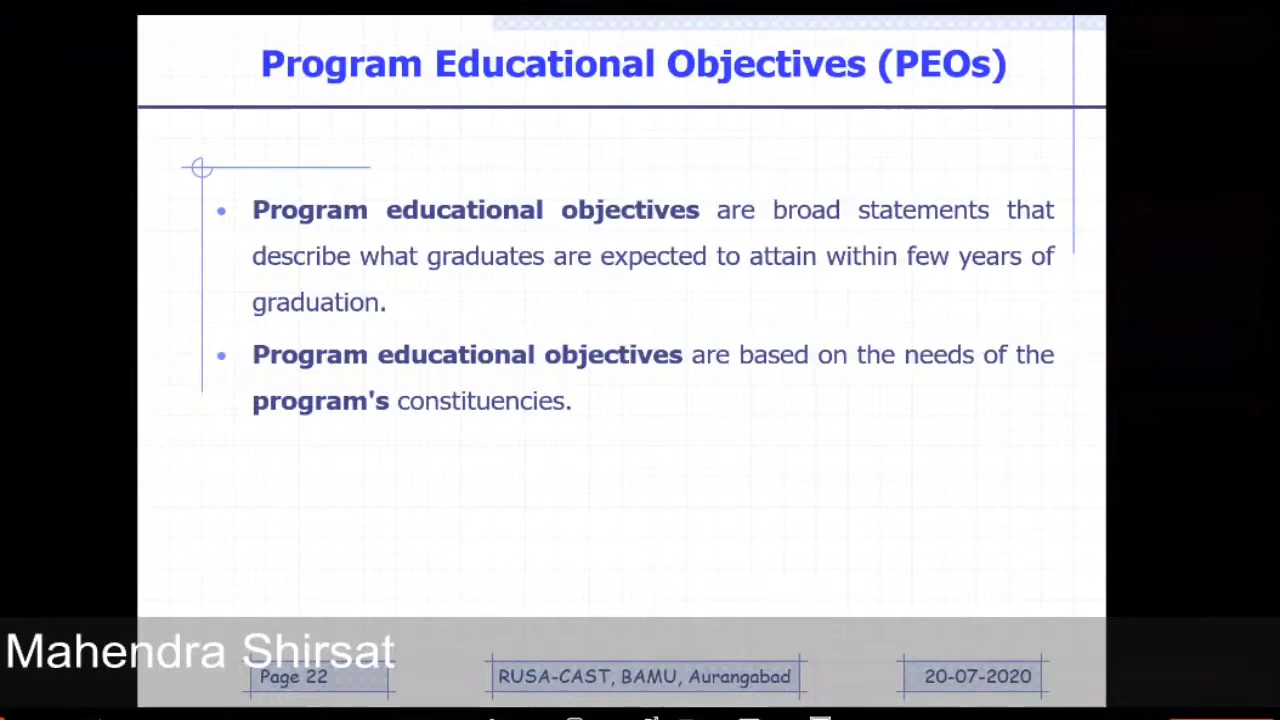 Program Educational Objectives (PEOs)
• Program educational objectives are broad statements that
describe what graduates are expected to attain within few years of
graduation.
• Program educational objectives are based on the needs of the
program's constituencies.
Mahendra Shirsat
Page 22
RUSA-CAST, BAMU, Aurangabad
20-07-2020